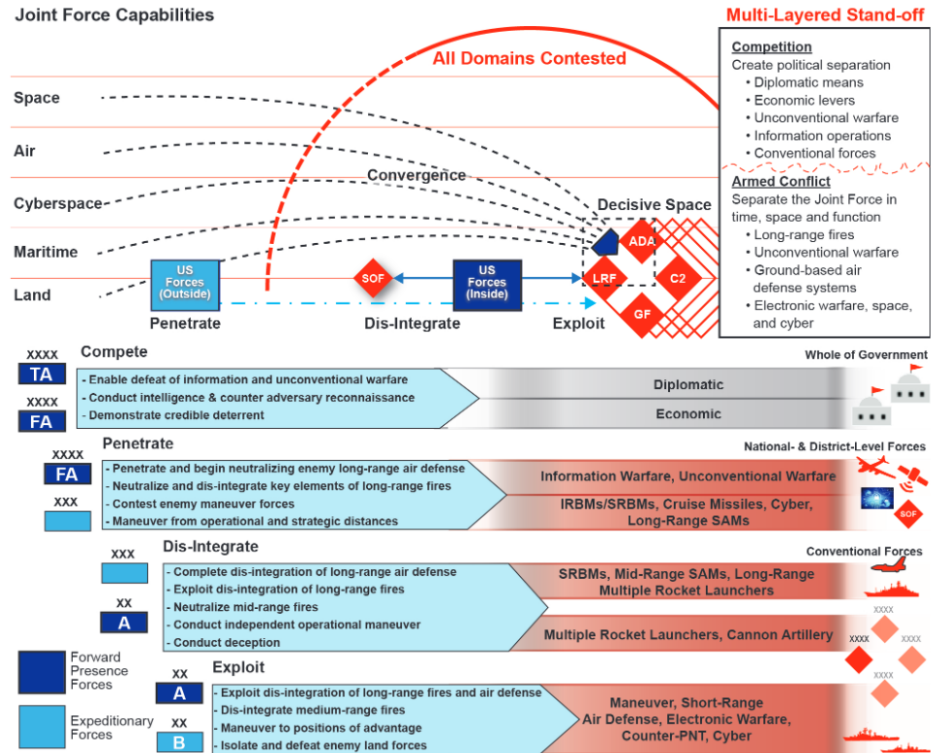 Joint Force Capabilities
Multi-Layered Stand-off
All Domains Contested
Space
Air
Cyberspace
Maritime
Land
Convergence
Decisive Space
US
Forces
(Outside)
SOF
US
Forces
(Inside)
ADA
LRF
C2
GF
Penetrate
Dis-Integrate
Exploit
Competition
Create political separation
• Diplomatic means
• Economic levers
• Unconventional warfare
• Information operations
• Conventional forces
Armed Conflict
Separate the Joint Force in
time, space and function
• Long-range fires
• Unconventional warfare
• Ground-based air
defense systems
• Electronic warfare, space,
and cyber
XXXX
TA
XXXX
FA
Compete
- Enable defeat of information and unconventional warfare
- Conduct intelligence & counter adversary reconnaissance
- Demonstrate credible deterrent
Diplomatic
Economic
Whole of Government
XXXX
FA
XXX
Penetrate
- Penetrate and begin neutralizing enemy long-range air defense
- Neutralize and dis-integrate key elements of long-range fires
- Contest enemy maneuver forces
- Maneuver from operational and strategic distances
Information Warfare, Unconventional Warfare
IRBMs/SRBMs, Cruise Missiles, Cyber,
Long-Range SAMs
National- & District-Level Forces
SOF
XXX
XX
A
Dis-Integrate
- Complete dis-integration of long-range air defense
- Exploit disintegration of long-range fires
- Neutralize mid-range fires
- Conduct independent operational maneuver
- Conduct deception
SRBMs, Mid-Range SAMs, Long-Range
Multiple Rocket Launchers
Multiple Rocket Launchers, Cannon Artillery
Conventional Forces
XXXX
XXXX
XXXX
XXXX
Forward
Presence
Forces
Expeditionary
Forces
XX
A
XX
B
Exploit
- Exploit dis-integration of long-range fires and air defense
- Dis-integrate medium-range fires
- Maneuver to positions of advantage
- Isolate and defeat enemy land forces
Maneuver, Short-Range
Air Defense, Electronic Warfare,
Counter-PNT, Cyber